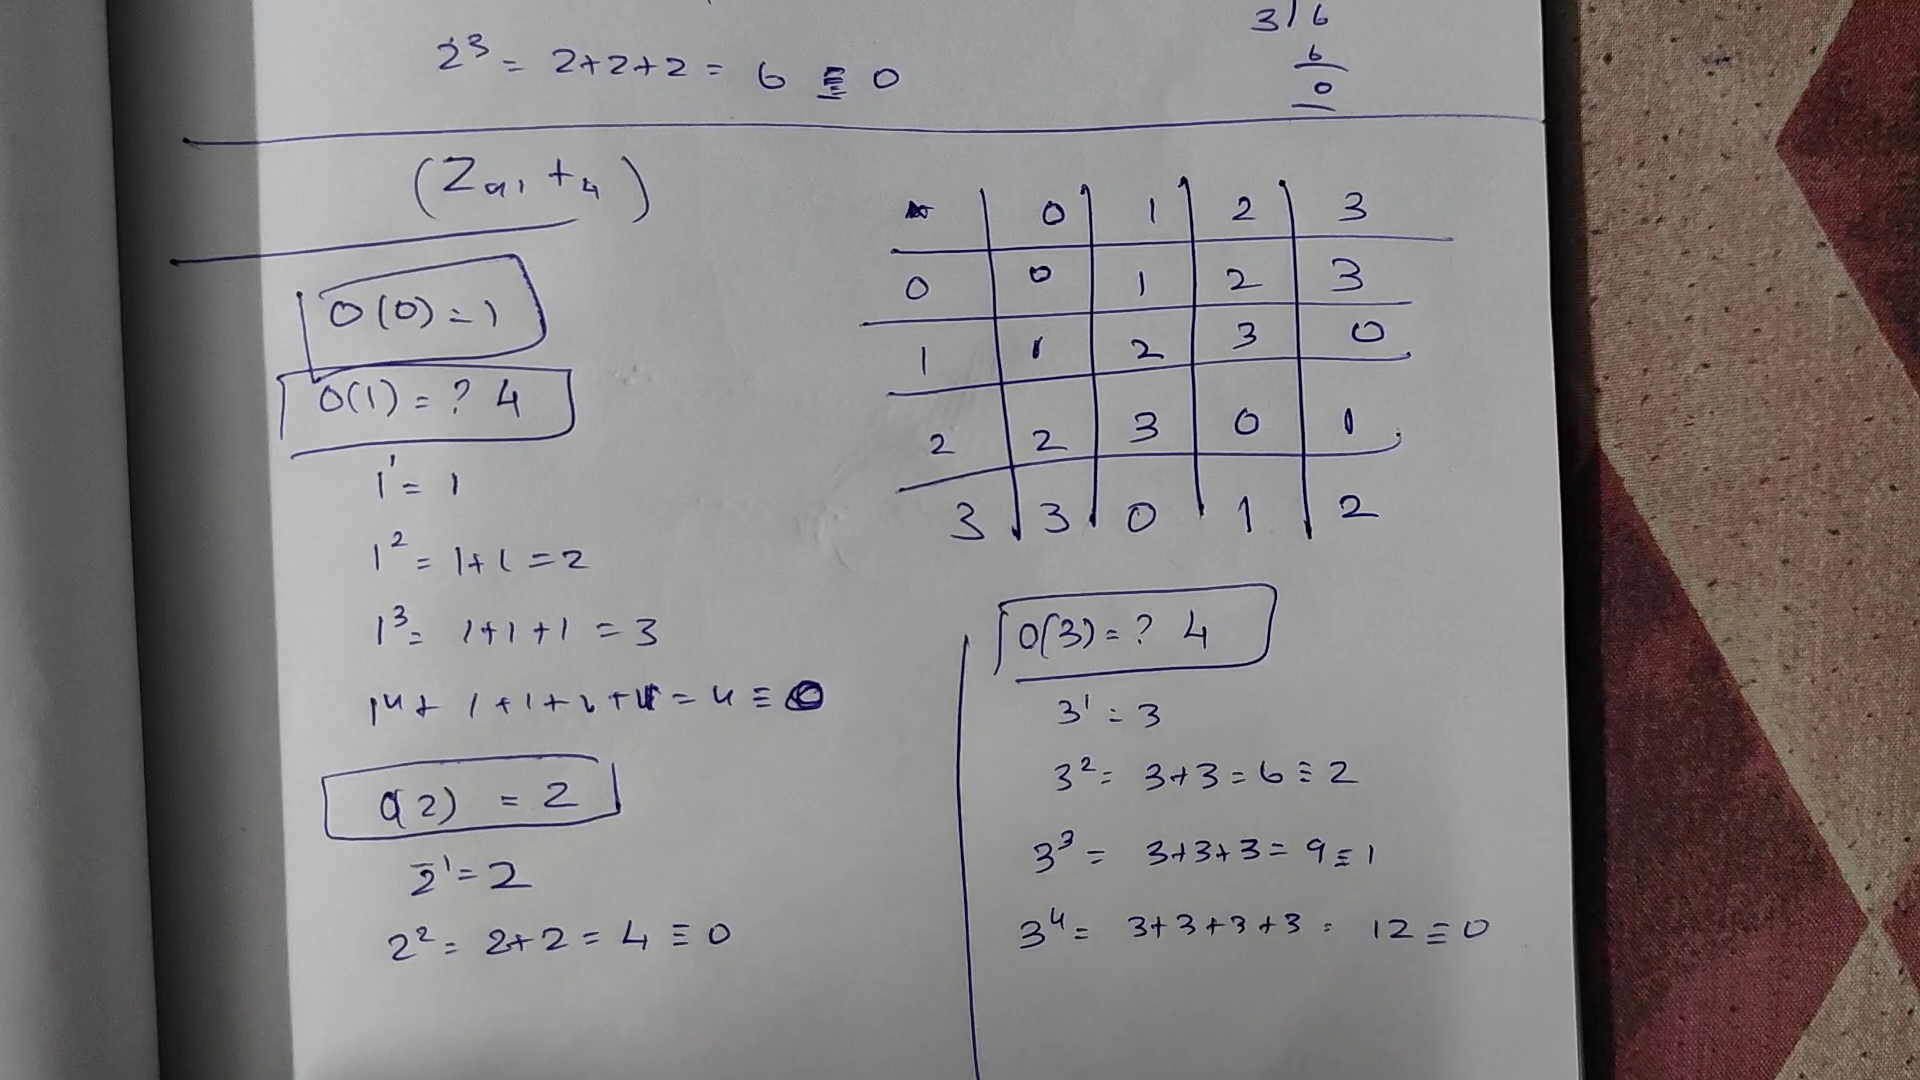 2³ = 2+2+2 = 6 ≡ 0
3) 6
6
0
(Z₄, +₄)
* | 0 | 1 | 2 | 3
0 | 0 | 1 | 2 | 3
1 | 1 | 2 | 3 | 0
2 | 2 | 3 | 0 | 1
3 | 3 | 0 | 1 | 2
O(0) = 1
O(1) = ? 4
1¹ = 1
1² = 1+1 = 2
1³ = 1+1+1 = 3
1⁴ = 1+1+1+1 = 4 ≡ 0
O(2) = 2
2¹ = 2
2² = 2+2 = 4 ≡ 0
O(3) = ? 4
3¹ = 3
3² = 3+3 = 6 ≡ 2
3³ = 3+3+3 = 9 ≡ 1
3⁴ = 3+3+3+3 = 12 ≡ 0